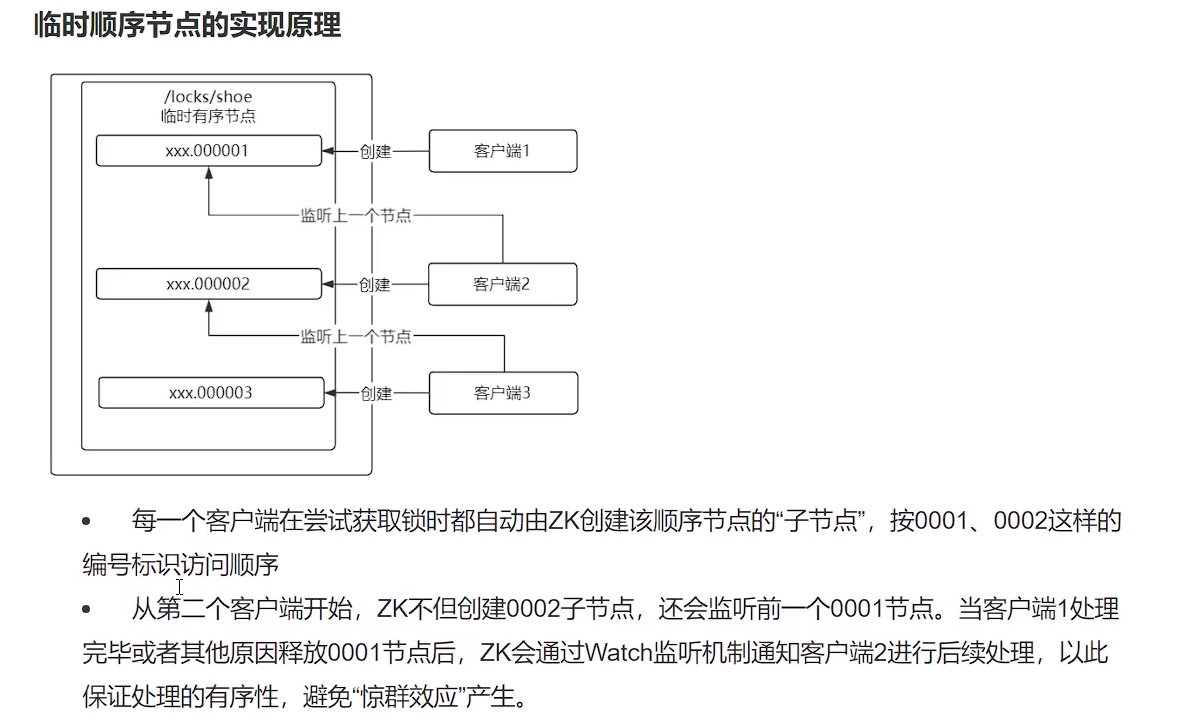 临时顺序节点的实现原理
/locks/shoe
临时有序节点
xxx.000001
创建
客户端1
监听上一个节点
xxx.000002
创建
客户端2
监听上一个节点
xxx.000003
创建
客户端3
• 每一个客户端在尝试获取锁时都自动由ZK创建该顺序节点的“子节点”，按0001、0002这样的
编号标识访问顺序
• 从第二个客户端开始，ZK不但创建0002子节点，还会监听前一个0001节点。当客户端1处理
完毕或者其他原因释放0001节点后，ZK会通过Watch监听机制通知客户端2进行后续处理，以此
保证处理的有序性，避免“惊群效应”产生。